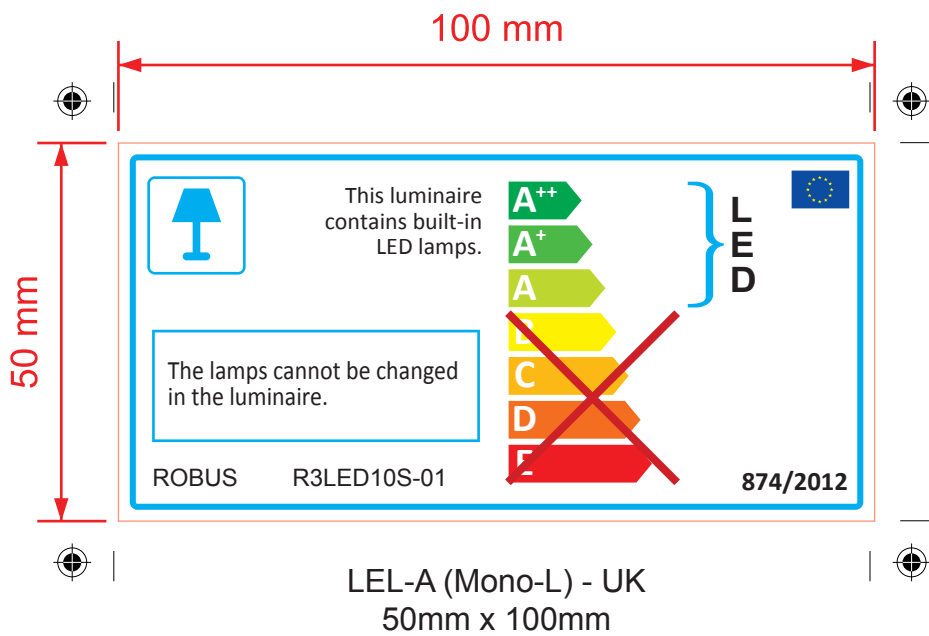 100 mm
50 mm
This luminaire
contains built-in
LED lamps.
A++
A+
A
B
C
D
E
L
E
D
The lamps cannot be changed
in the luminaire.
ROBUS R3LED10S-01
874/2012
LEL-A (Mono-L) - UK
50mm x 100mm